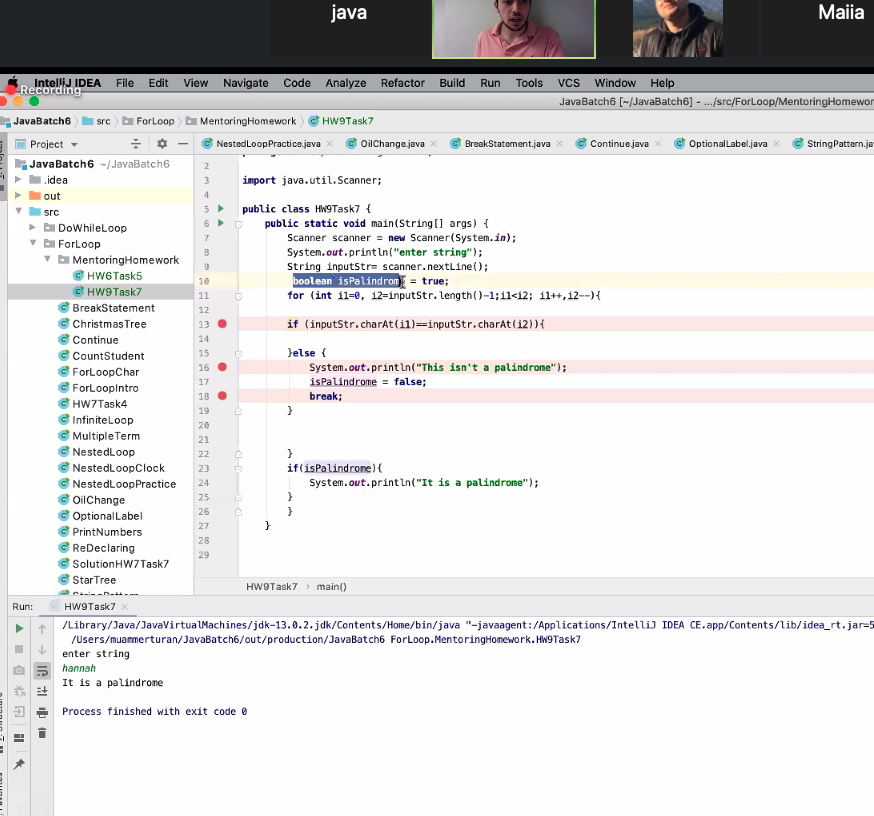 java
Maiia
IntelliJ IDEA File Edit View Navigate Code Analyze Refactor Build Run Tools VCS Window Help
Recording
JavaBatch6 [~/JavaBatch6] - .../src/ForLoop/MentoringHomewor
JavaBatch6 > src > ForLoop > MentoringHomework > HW9Task7
Project
NestedLoopPractice.java
OilChange.java
BreakStatement.java
Continue.java
OptionalLabel.java
StringPattern.ja
JavaBatch6 ~/JavaBatch6
.idea
out
src
DoWhileLoop
ForLoop
MentoringHomework
HW6Task5
HW9Task7
BreakStatement
ChristmasTree
Continue
CountStudent
ForLoopChar
ForLoopIntro
HW7Task4
InfiniteLoop
MultipleTerm
NestedLoop
NestedLoopClock
NestedLoopPractice
OilChange
OptionalLabel
PrintNumbers
ReDeclaring
SolutionHW7Task7
StarTree
2
3 import java.util.Scanner;
4
5 public class HW9Task7 {
6 public static void main(String[] args) {
7 Scanner scanner = new Scanner(System.in);
8 System.out.println("enter string");
9 String inputStr= scanner.nextLine();
10 boolean isPalindrome = true;
11 for (int i1=0, i2=inputStr.length()-1;i1<i2; i1++,i2--){
12
13 if (inputStr.charAt(i1)==inputStr.charAt(i2)){
14
15 }else {
16 System.out.println("This isn't a palindrome");
17 isPalindrome = false;
18 break;
19 }
20
21
22 }
23 if(isPalindrome){
24 System.out.println("It is a palindrome");
25 }
26 }
27 }
28
29
HW9Task7 > main()
Run: HW9Task7
/Library/Java/JavaVirtualMachines/jdk-13.0.2.jdk/Contents/Home/bin/java "-javaagent:/Applications/IntelliJ IDEA CE.app/Contents/lib/idea_rt.jar=5
/Users/muammerturan/JavaBatch6/out/production/JavaBatch6 ForLoop.MentoringHomework.HW9Task7
enter string
hannah
It is a palindrome
Process finished with exit code 0